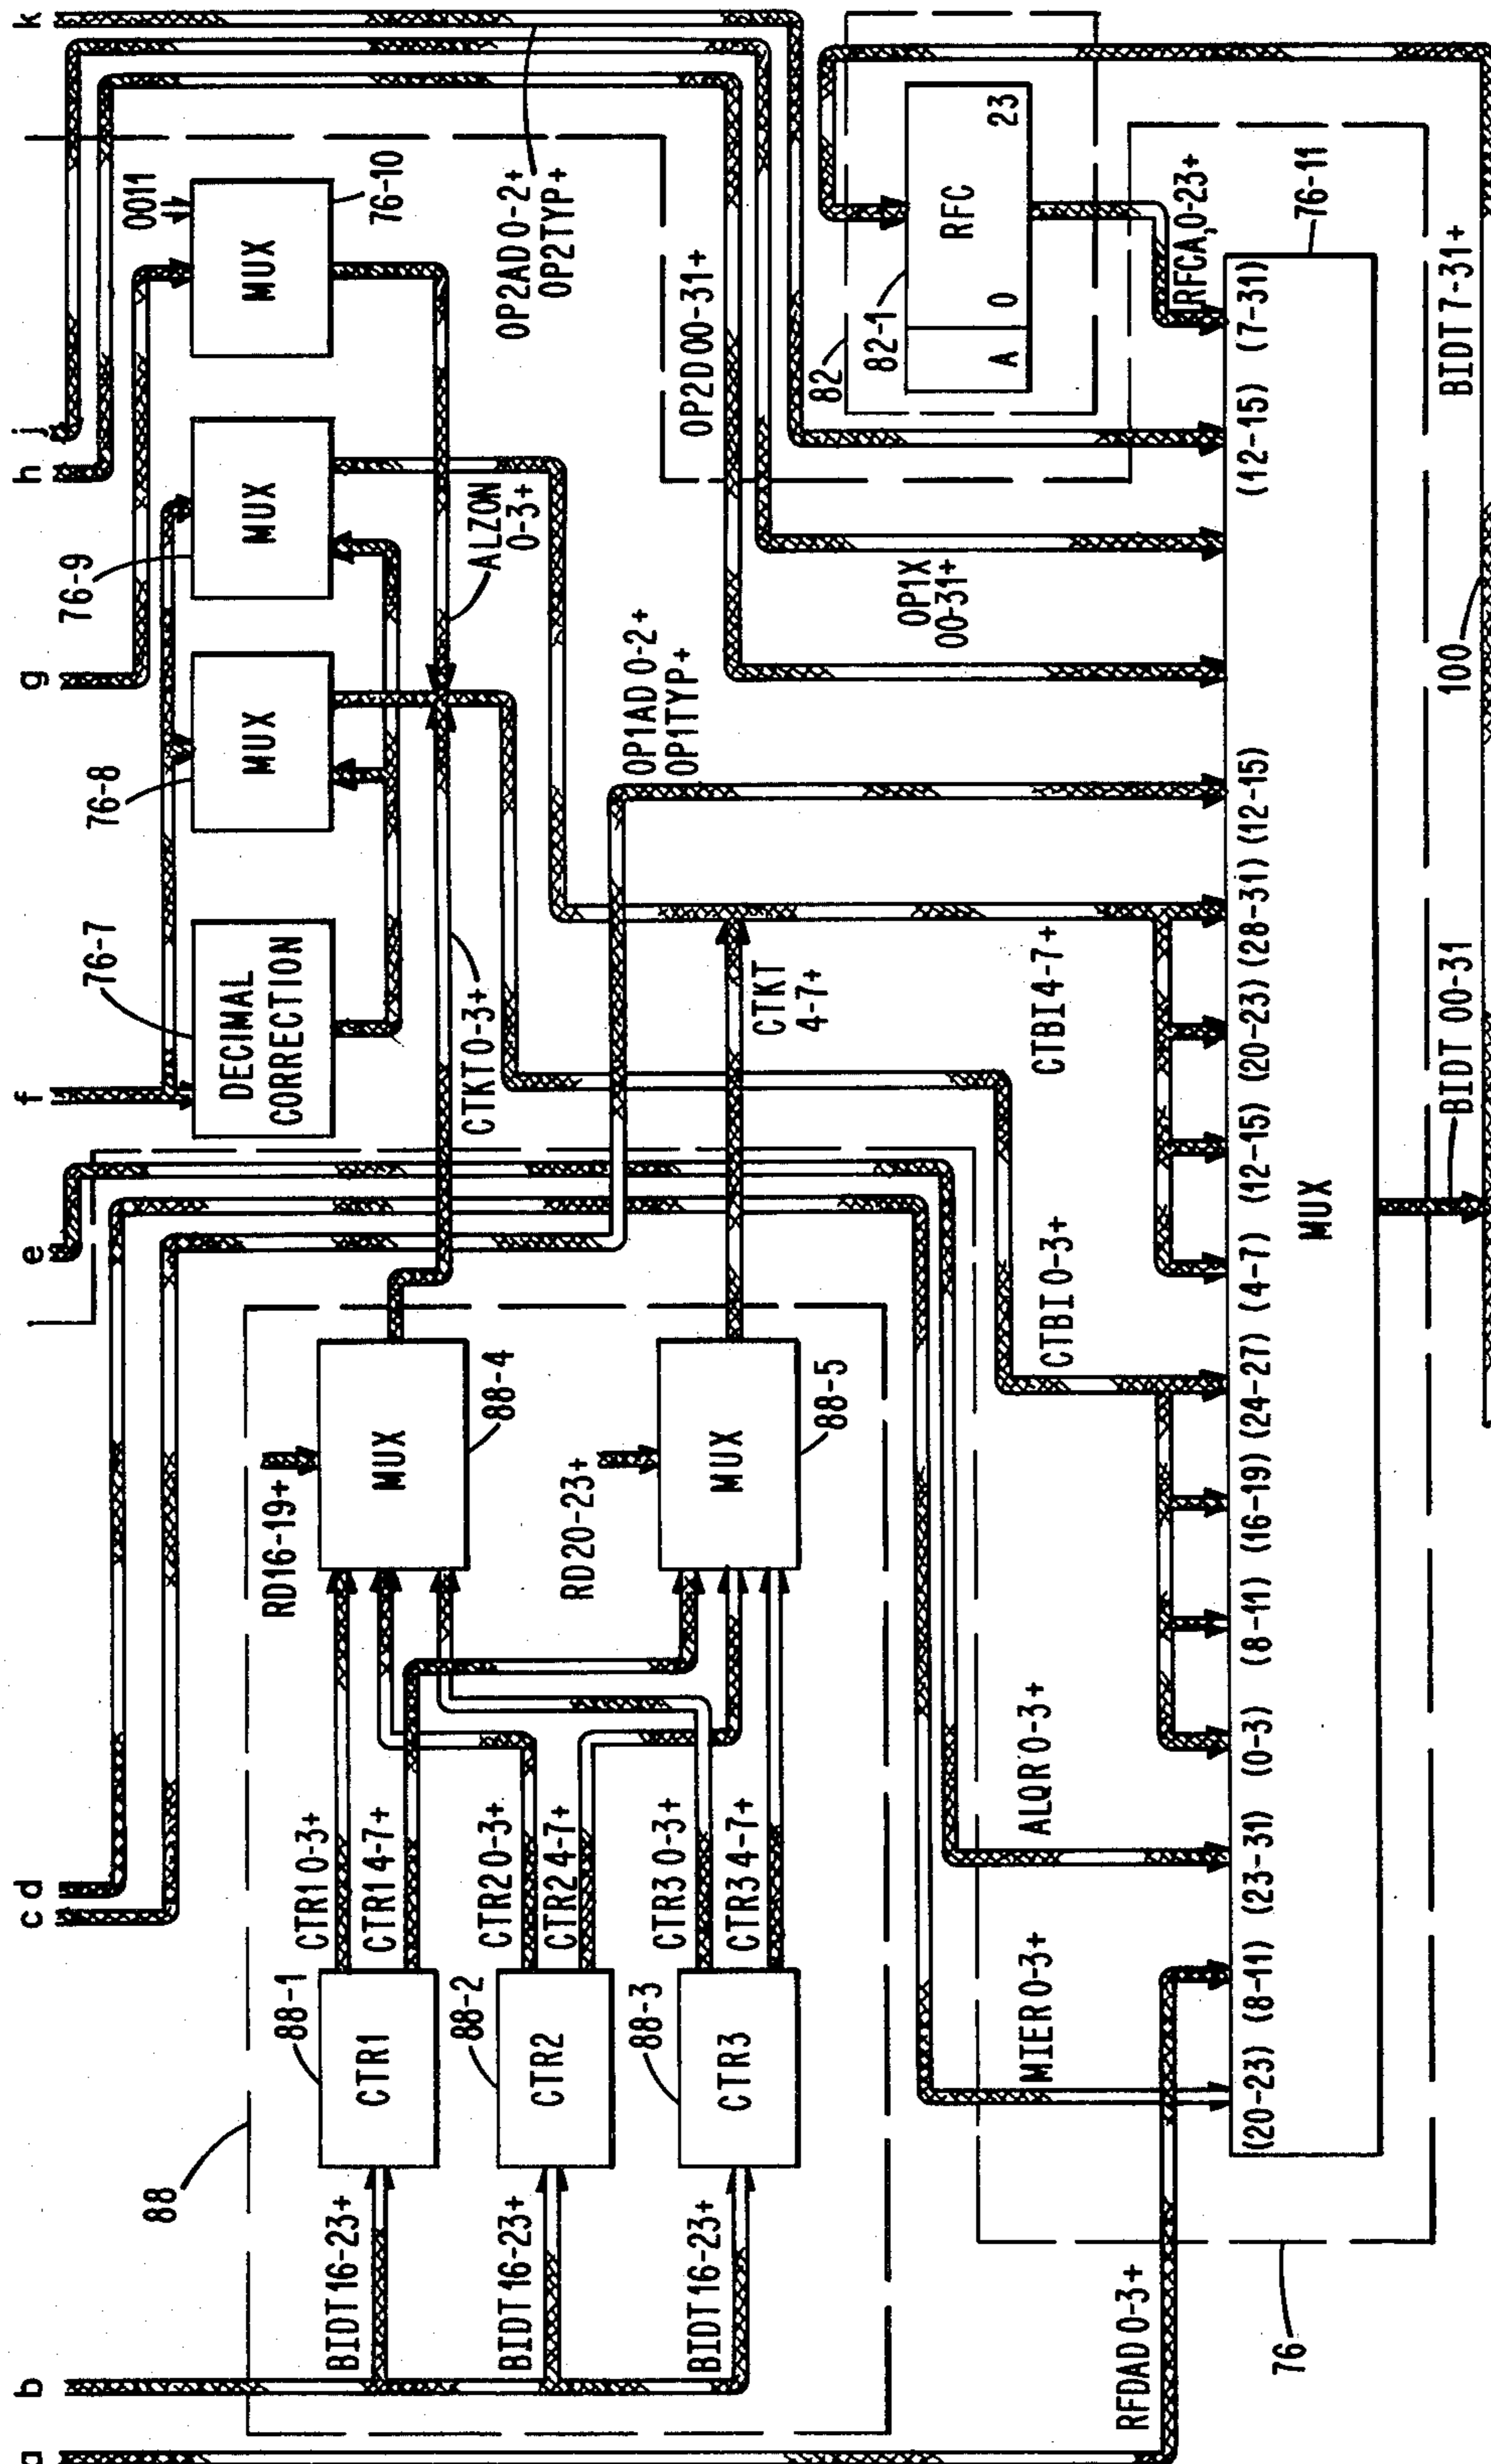 a b c d e f g h j k
88
BIDT16-23+
88-1
CTR1
CTR1 0-3+
CTR1 4-7+
RD16-19+
MUX
88-4
BIDT16-23+
88-2
CTR2
CTR2 0-3+
CTR2 4-7+
BIDT16-23+
88-3
CTR3
CTR3 0-3+
CTR3 4-7+
RD20-23+
MUX
88-5
76-7
DECIMAL
CORRECTION
76-8
MUX
76-9
MUX
0011
MUX
76-10
CTKT 0-3+
ALZON
0-3+
OP2AD 0-2+
OP2TYP+
OP1AD 0-2+
OP1TYP+
OP2D 00-31+
CTKT
4-7+
OP1X
00-31+
82
82-1
A 0 RFC 23
RFCA,0-23+
RFDAD 0-3+
MIER 0-3+
ALQR 0-3+
CTBI 0-3+
CTBI 4-7+
(20-23) (8-11) (23-31) (0-3) (8-11) (16-19) (24-27) (4-7) (12-15) (20-23) (28-31) (12-15) (12-15) (7-31)
MUX
76-11
76
BIDT 00-31
100
BIDT 7-31+